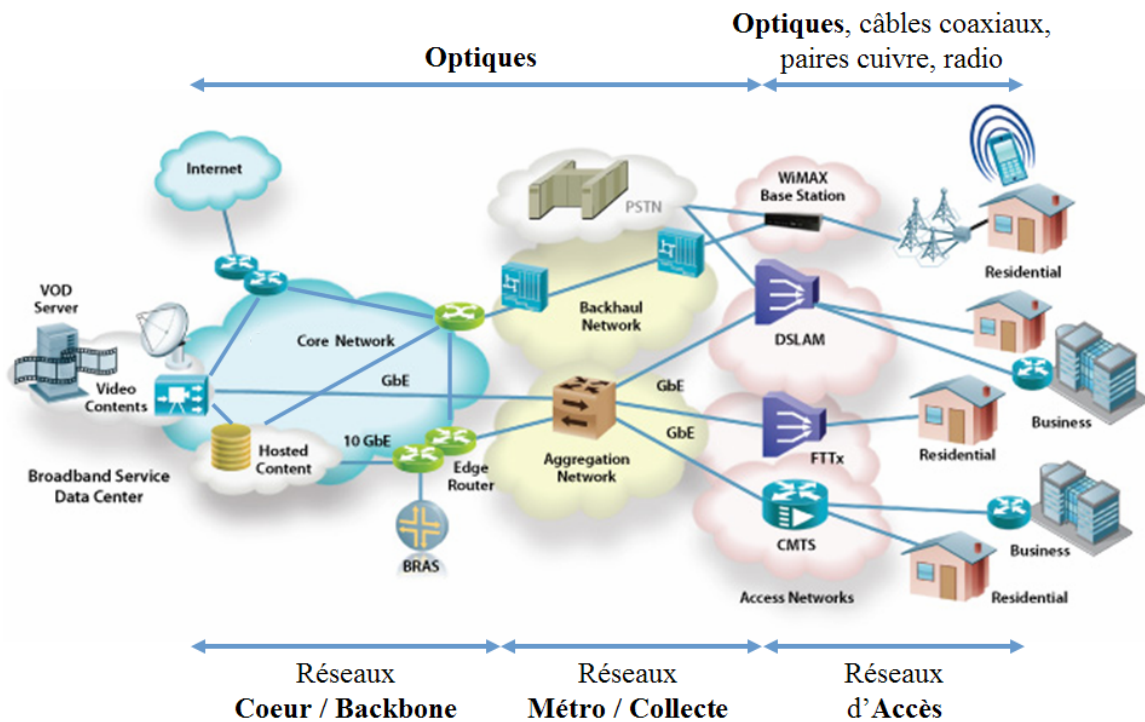 Optiques
Optiques, câbles coaxiaux,
paires cuivre, radio
Internet
VOD
Server
Video
Contents
Broadband Service
Data Center
Core Network
GbE
Hosted
Content
10 GbE
Edge
Router
BRAS
PSTN
Backhaul
Network
Aggregation
Network
GbE
GbE
WiMAX
Base Station
DSLAM
FTTx
CMTS
Access Networks
Residential
Business
Residential
Business
Residential
Réseaux
Coeur / Backbone
Réseaux
Métro / Collecte
Réseaux
d’Accès